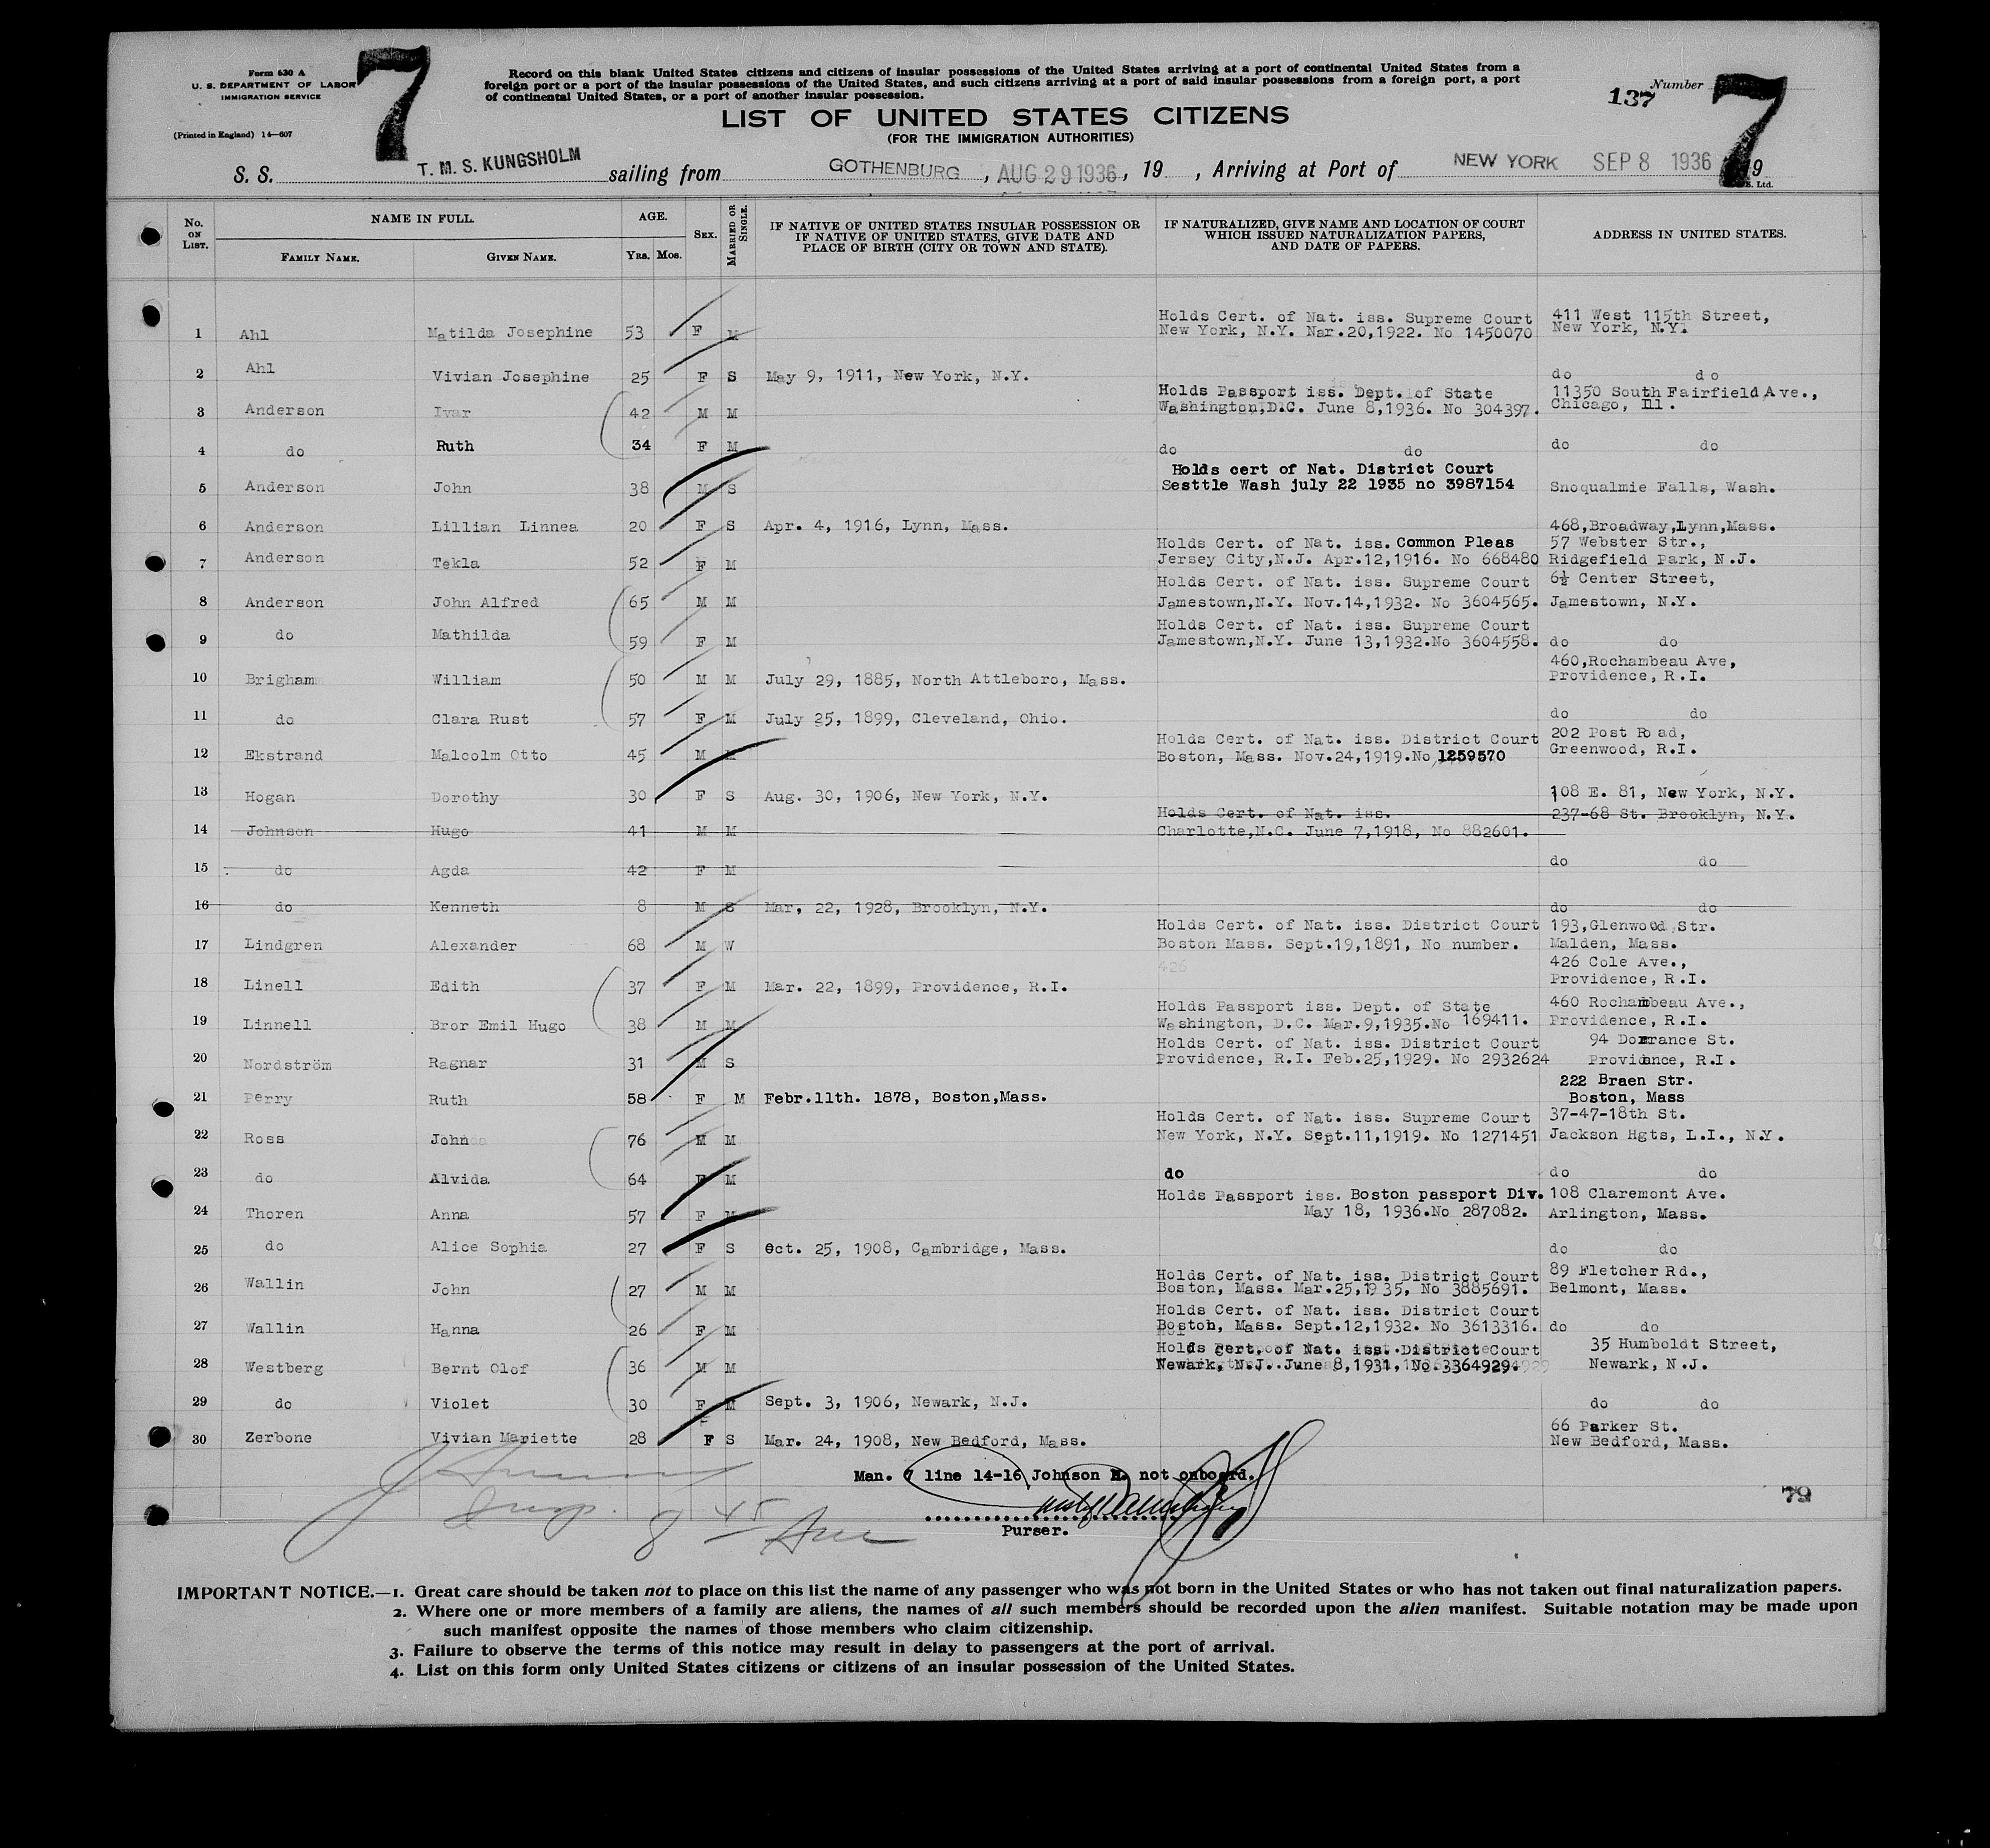 Form 630 A
U. S. DEPARTMENT OF LABOR
IMMIGRATION SERVICE
(Printed in England) 14—607
7
Record on this blank United States citizens and citizens of insular possessions of the United States arriving at a port of continental United States from a
foreign port or a port of the insular possessions of the United States, and such citizens arriving at a port of said insular possessions from a foreign port, a port
of continental United States, or a port of another insular possession.
Number
137
7
LIST OF UNITED STATES CITIZENS
(FOR THE IMMIGRATION AUTHORITIES)
S. S. T. M. S. KUNGSHOLM sailing from GOTHENBURG, AUG 29 1936, 19 , Arriving at Port of NEW YORK SEP 8 1936 19
No. ON LIST. NAME IN FULL. AGE. SEX. MARRIED OR SINGLE. IF NATIVE OF UNITED STATES INSULAR POSSESSION OR IF NATIVE OF UNITED STATES, GIVE DATE AND PLACE OF BIRTH (CITY OR TOWN AND STATE). IF NATURALIZED, GIVE NAME AND LOCATION OF COURT WHICH ISSUED NATURALIZATION PAPERS, AND DATE OF PAPERS. ADDRESS IN UNITED STATES.
FAMILY NAME. GIVEN NAME. YRS. MOS.
Holds Cert. of Nat. iss. Supreme Court 411 West 115th Street,
1 Ahl Matilda Josephine 53 F M New York, N.Y. Mar.20,1922. No 1450070 New York, N.Y.
2 Ahl Vivian Josephine 25 F S May 9, 1911, New York, N.Y. do do
Holds Passport iss. Dept. of State 11350 South Fairfield Ave.,
3 Anderson Ivar 42 M M Washington,D.C. June 8,1936. No 304397. Chicago, Ill.
4 do Ruth 34 F M do do do do
Holds cert of Nat. District Court
5 Anderson John 38 M S Sesttle Wash july 22 1935 no 3987154 Snoqualmie Falls, Wash.
6 Anderson Lillian Linnea 20 F S Apr. 4, 1916, Lynn, Mass. 468,Broadway,Lynn,Mass.
Holds Cert. of Nat. iss. Common Pleas 57 Webster Str.,
7 Anderson Tekla 52 F M Jersey City,N.J. Apr.12,1916. No 668480 Ridgefield Park, N.J.
Holds Cert. of Nat. iss. Supreme Court 6½ Center Street,
8 Anderson John Alfred 65 M M Jamestown,N.Y. Nov.14,1932. No 3604565. Jamestown, N.Y.
Holds Cert. of Nat. iss. Supreme Court
9 do Mathilda 59 F M Jamestown,N.Y. June 13,1932.No 3604558. do do
460,Rochambeau Ave,
10 Brigham William 50 M M July 29, 1885, North Attleboro, Mass. Providence, R.I.
11 do Clara Rust 57 F M July 25, 1899, Cleveland, Ohio. do do
Holds Cert. of Nat. iss. District Court 202 Post Road,
12 Ekstrand Malcolm Otto 45 M M Boston, Mass. Nov.24,1919.No 1259570 Greenwood, R.I.
13 Hogan Dorothy 30 F S Aug. 30, 1906, New York, N.Y. 108 E. 81, New York, N.Y.
Holds Cert. of Nat. iss. 237-68 St. Brooklyn, N.Y.
14 Johnson Hugo 41 M M Charlotte,N.C. June 7,1918, No 882601.
15 do Agda 42 F M do do
16 do Kenneth 8 M S Mar, 22, 1928, Brooklyn, N.Y. do do
Holds Cert. of Nat. iss. District Court 193,Glenwood Str.
17 Lindgren Alexander 68 M W Boston Mass. Sept.19,1891, No number. Malden, Mass.
426 426 Cole Ave.,
18 Linell Edith 37 F M Mar. 22, 1899, Providence, R.I. Providence, R.I.
Holds Passport iss. Dept. of State 460 Rochambeau Ave.,
19 Linnell Bror Emil Hugo 38 M M Washington, D.C. Mar.9,1935.No 169411. Providence, R.I.
Holds Cert. of Nat. iss. District Court 94 Dorrance St.
20 Nordström Ragnar 31 M S Providence, R.I. Feb.25,1929. No 2932624 Providance, R.I.
222 Braen Str.
21 Perry Ruth 58 F M Febr.11th. 1878, Boston,Mass. Boston, Mass
Holds Cert. of Nat. iss. Supreme Court 37-47-18th St.
22 Ross John 76 M M New York, N.Y. Sept.11,1919. No 1271451 Jackson Hgts, L.I., N.Y.
23 do Alvida 64 F M do do do
Holds Passport iss. Boston passport Div. 108 Claremont Ave.
24 Thoren Anna 57 F M May 18, 1936.No 287082. Arlington, Mass.
25 do Alice Sophia 27 F S Oct. 25, 1908, Cambridge, Mass. do do
Holds Cert. of Nat. iss. District Court 89 Fletcher Rd.,
26 Wallin John 27 M M Boston, Mass. Mar.25,1935, No 3885691. Belmont, Mass.
Holds Cert. of Nat. iss. District Court
27 Wallin Hanna 26 F M Boston, Mass. Sept.12,1932. No 3613316. do do
Holds Cert. of Nat. iss. District Court 35 Humboldt Street,
28 Westberg Bernt Olof 36 M M Newark, N.J. June 8,1931, No.3364929. Newark, N.J.
29 do Violet 30 F M Sept. 3, 1906, Newark, N.J. do do
66 Parker St.
30 Zerbone Vivian Mariette 28 F S Mar. 24, 1908, New Bedford, Mass. New Bedford, Mass.
Man. 7 line 14-16 Johnson H. not onboard.
79
Insp. 8 45 Am
Purser.
IMPORTANT NOTICE.—1. Great care should be taken not to place on this list the name of any passenger who was not born in the United States or who has not taken out final naturalization papers.
2. Where one or more members of a family are aliens, the names of all such members should be recorded upon the alien manifest. Suitable notation may be made upon
such manifest opposite the names of those members who claim citizenship.
3. Failure to observe the terms of this notice may result in delay to passengers at the port of arrival.
4. List on this form only United States citizens or citizens of an insular possession of the United States.